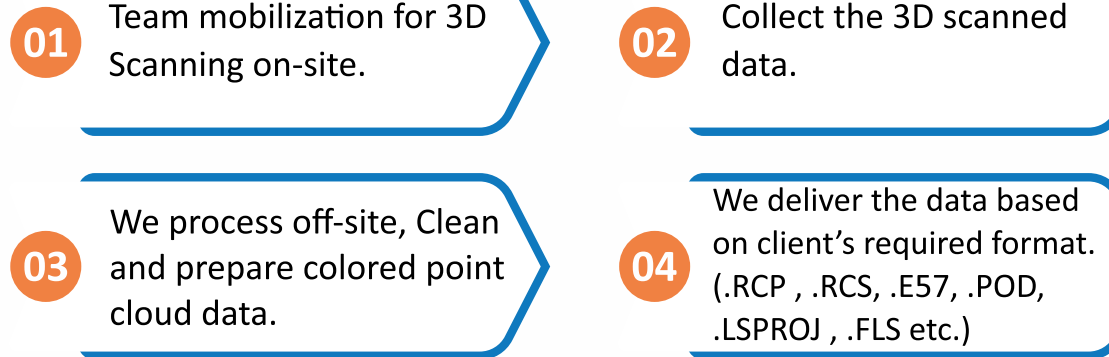 01
Team mobilization for 3D
Scanning on-site.
02
Collect the 3D scanned
data.
03
We process off-site, Clean
and prepare colored point
cloud data.
04
We deliver the data based
on client’s required format.
(.RCP , .RCS, .E57, .POD,
.LSPROJ , .FLS etc.)